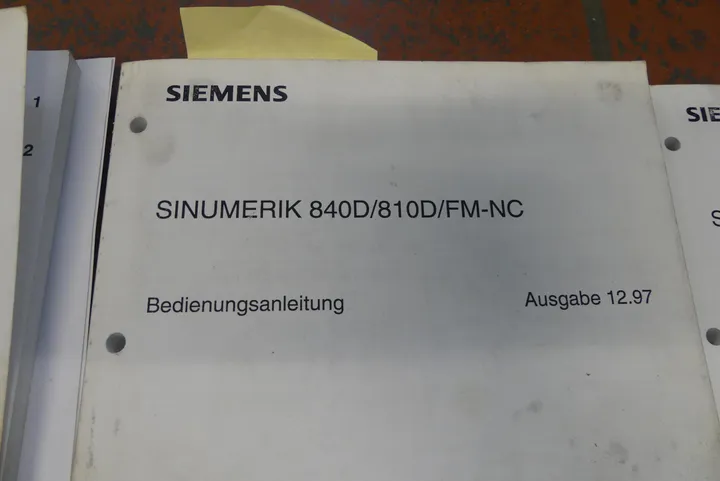 1
2
SIEMENS
SINUMERIK 840D/810D/FM-NC
Bedienungsanleitung
Ausgabe 12.97
SIE
S